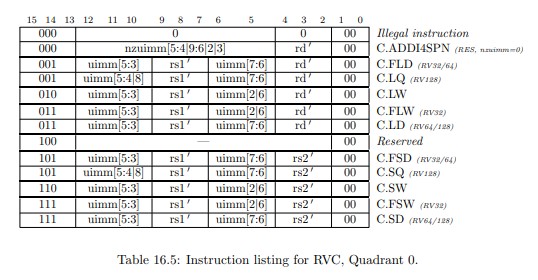 15 14 13 12 11 10 9 8 7 6 5 4 3 2 1 0
000 0 0 00 Illegal instruction
000 nzuimm[5:4|9:6|2|3] rd′ 00 C.ADDI4SPN (RES, nzuimm=0)
001 uimm[5:3] rs1′ uimm[7:6] rd′ 00 C.FLD (RV32/64)
001 uimm[5:4|8] rs1′ uimm[7:6] rd′ 00 C.LQ (RV128)
010 uimm[5:3] rs1′ uimm[2|6] rd′ 00 C.LW
011 uimm[5:3] rs1′ uimm[2|6] rd′ 00 C.FLW (RV32)
011 uimm[5:3] rs1′ uimm[7:6] rd′ 00 C.LD (RV64/128)
100 — 00 Reserved
101 uimm[5:3] rs1′ uimm[7:6] rs2′ 00 C.FSD (RV32/64)
101 uimm[5:4|8] rs1′ uimm[7:6] rs2′ 00 C.SQ (RV128)
110 uimm[5:3] rs1′ uimm[2|6] rs2′ 00 C.SW
111 uimm[5:3] rs1′ uimm[2|6] rs2′ 00 C.FSW (RV32)
111 uimm[5:3] rs1′ uimm[7:6] rs2′ 00 C.SD (RV64/128)
Table 16.5: Instruction listing for RVC, Quadrant 0.